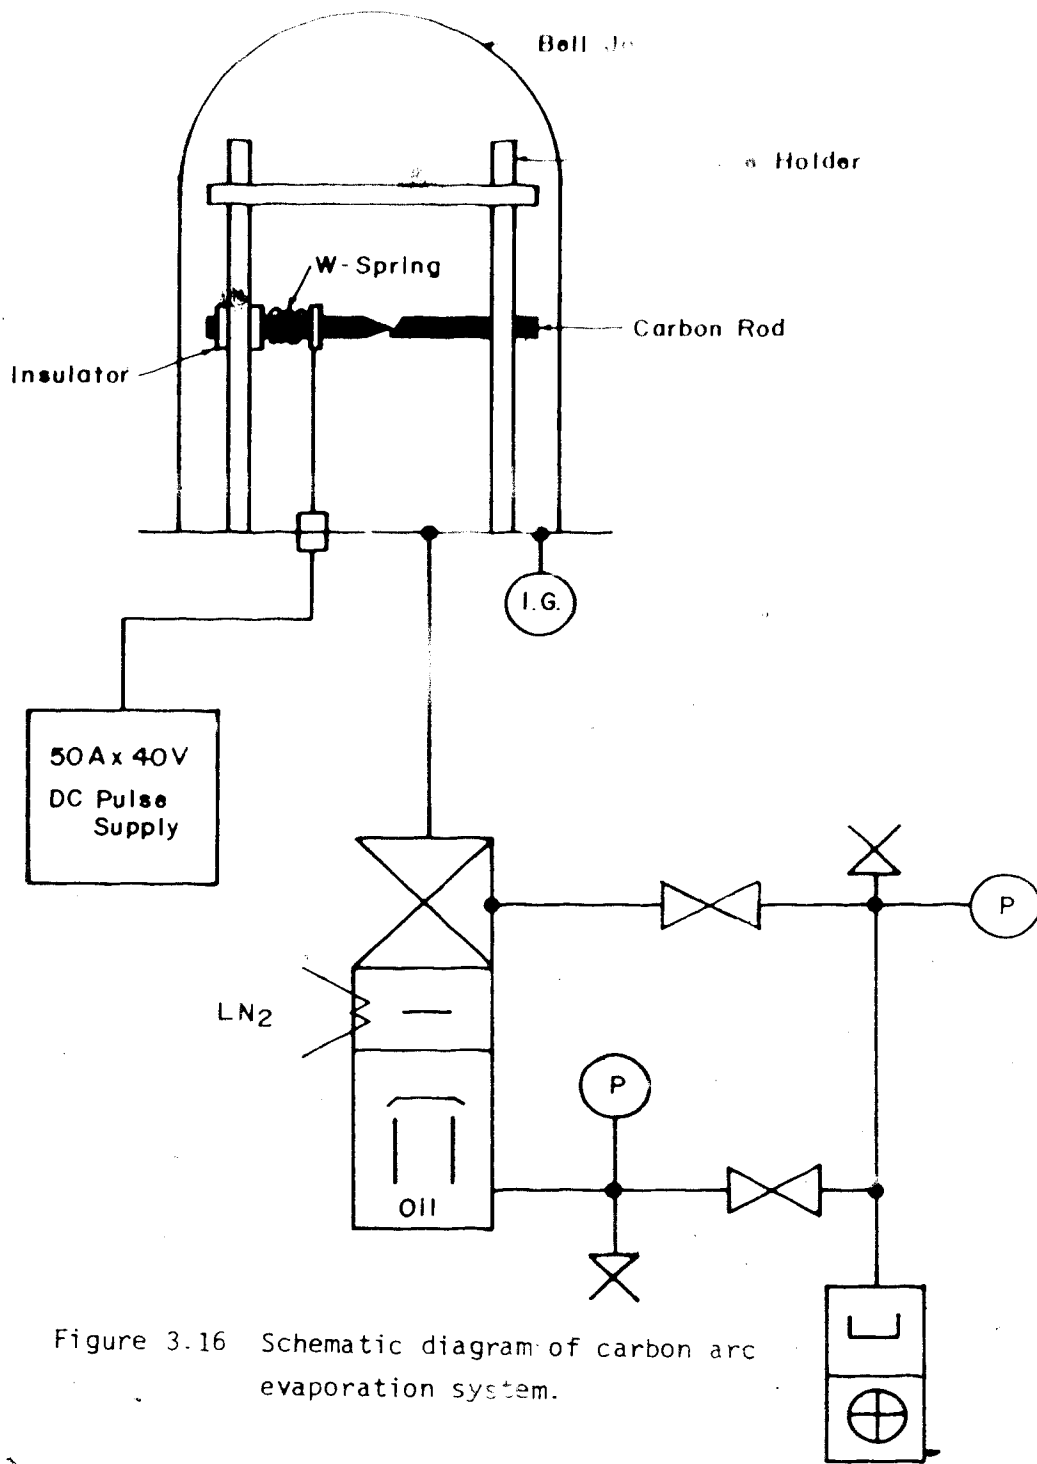 Bell
Holder
W-Spring
Carbon Rod
Insulator
I.G.
50A x 40V
DC Pulse
Supply
P
LN2
P
Oil
Figure 3.16 Schematic diagram of carbon arc
evaporation system.